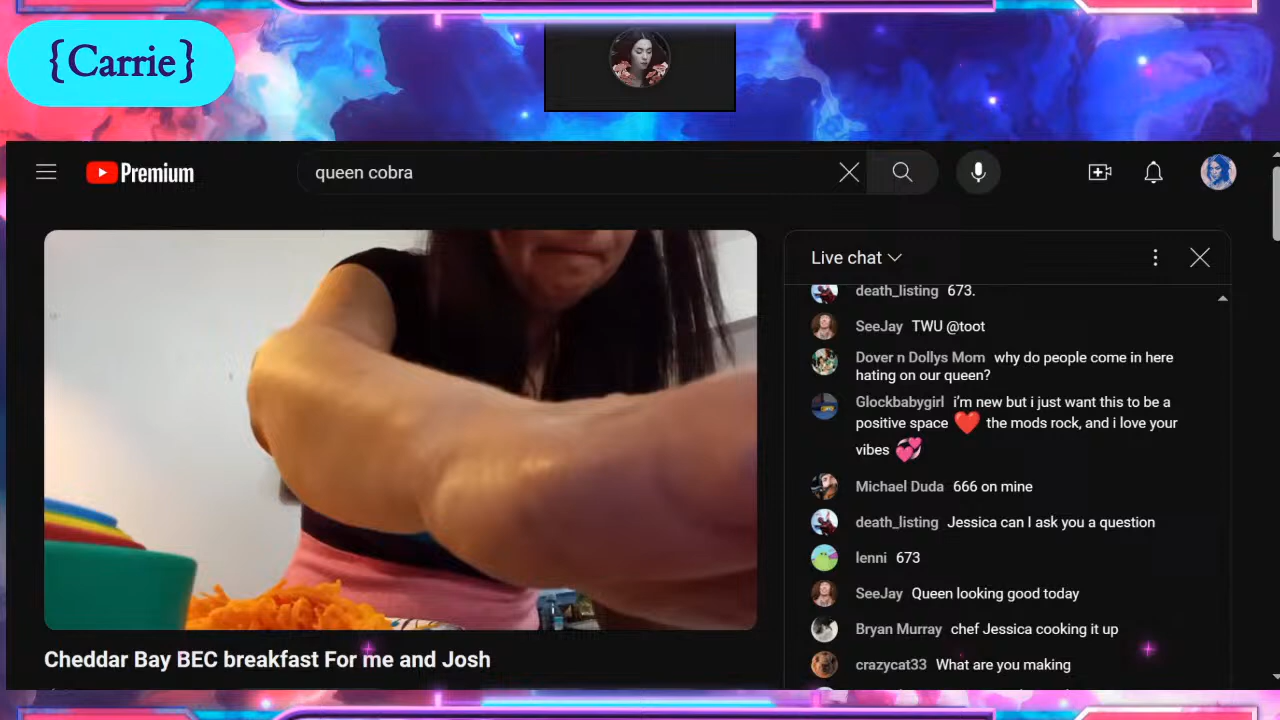 {Carrie}
Premium
queen cobra
Live chat
death_listing 673.
SeeJay TWU @toot
Dover n Dollys Mom why do people come in here
hating on our queen?
Glockbabygirl i'm new but i just want this to be a
positive space ❤️ the mods rock, and i love your
vibes 💞
Michael Duda 666 on mine
death_listing Jessica can I ask you a question
lenni 673
SeeJay Queen looking good today
Bryan Murray chef Jessica cooking it up
crazycat33 What are you making
Cheddar Bay BEC breakfast For me and Josh